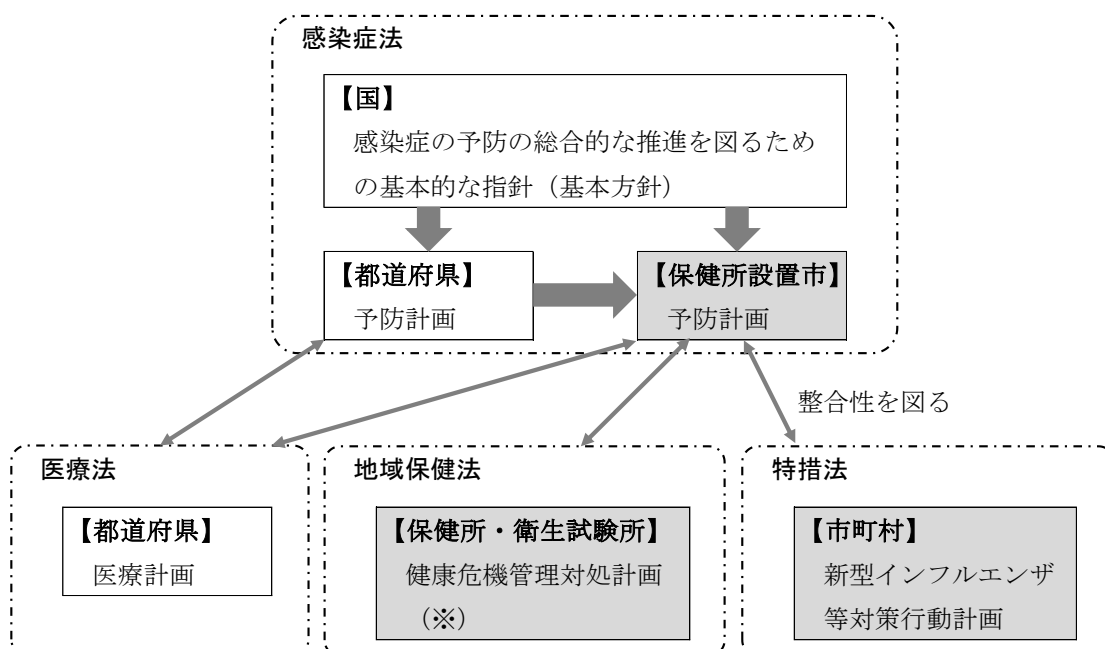 感染症法
【国】
感染症の予防の総合的な推進を図るため
の基本的な指針（基本方針）
【都道府県】
予防計画
【保健所設置市】
予防計画
整合性を図る
医療法
【都道府県】
医療計画
地域保健法
【保健所・衛生試験所】
健康危機管理対処計画
（※）
特措法
【市町村】
新型インフルエンザ
等対策行動計画